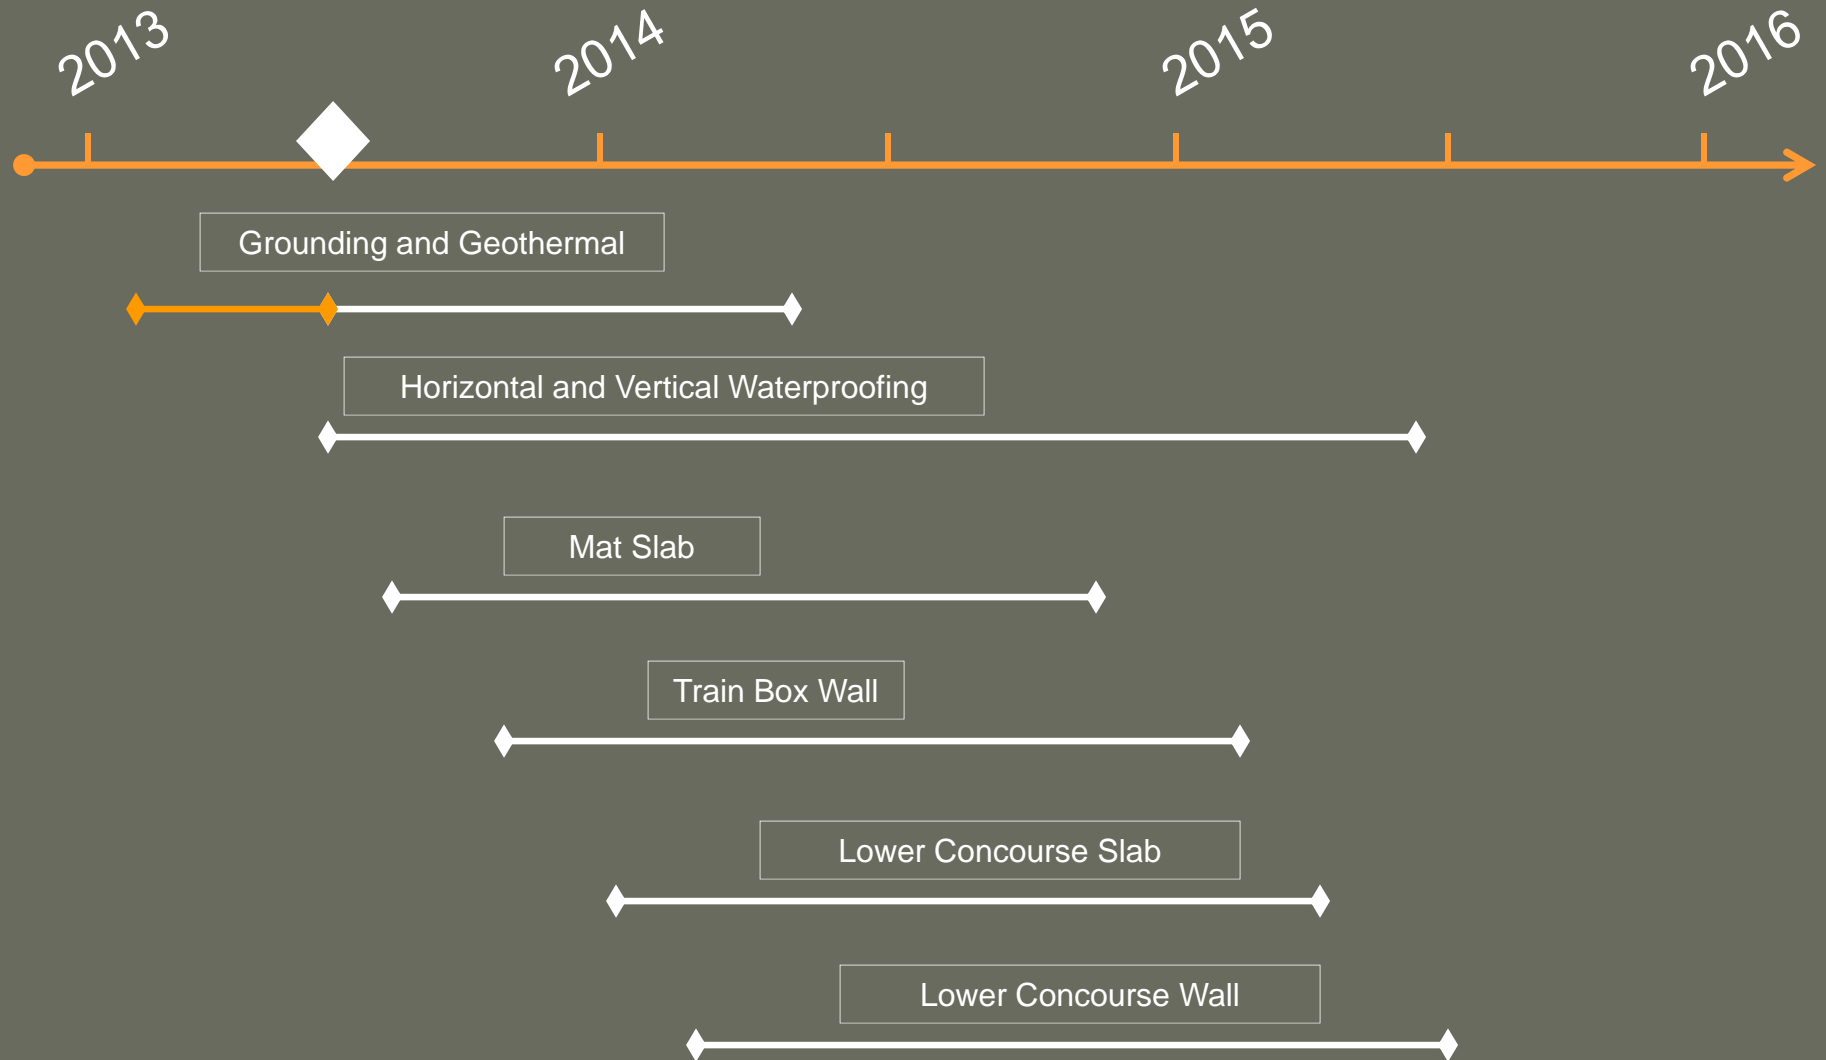 2013
2014
2015
2016
Grounding and Geothermal
Horizontal and Vertical Waterproofing
Mat Slab
Train Box Wall
Lower Concourse Slab
Lower Concourse Wall